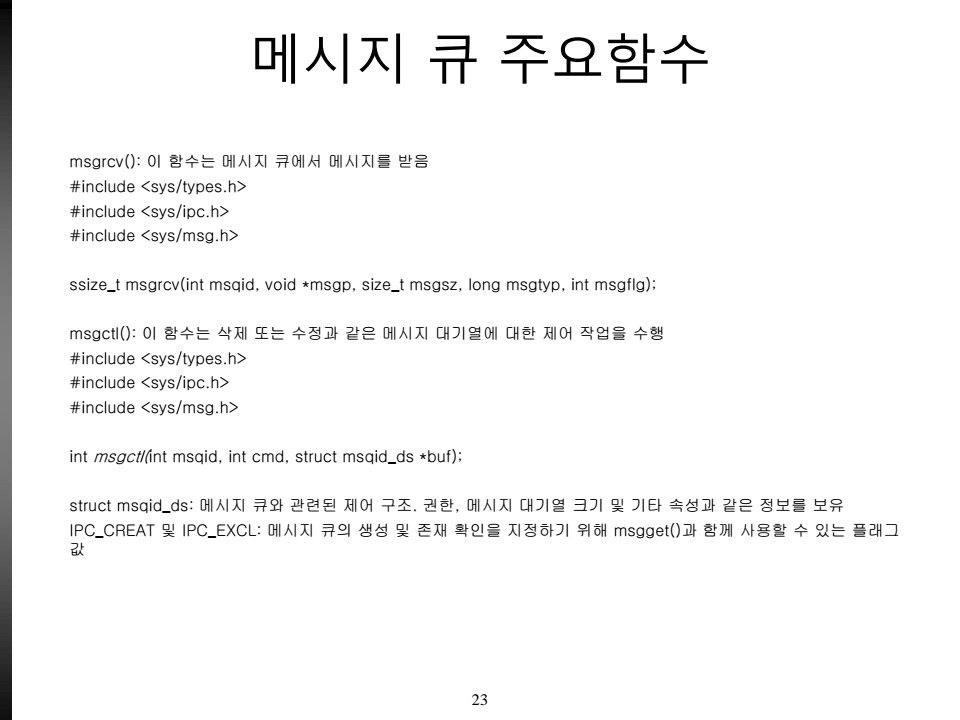 메시지 큐 주요함수
msgrcv(): 이 함수는 메시지 큐에서 메시지를 받음
#include <sys/types.h>
#include <sys/ipc.h>
#include <sys/msg.h>
ssize_t msgrcv(int msqid, void *msgp, size_t msgsz, long msgtyp, int msgflg);
msgctl(): 이 함수는 삭제 또는 수정과 같은 메시지 대기열에 대한 제어 작업을 수행
#include <sys/types.h>
#include <sys/ipc.h>
#include <sys/msg.h>
int msgctl(int msqid, int cmd, struct msqid_ds *buf);
struct msqid_ds: 메시지 큐와 관련된 제어 구조. 권한, 메시지 대기열 크기 및 기타 속성과 같은 정보를 보유
IPC_CREAT 및 IPC_EXCL: 메시지 큐의 생성 및 존재 확인을 지정하기 위해 msgget()과 함께 사용할 수 있는 플래그
값
23